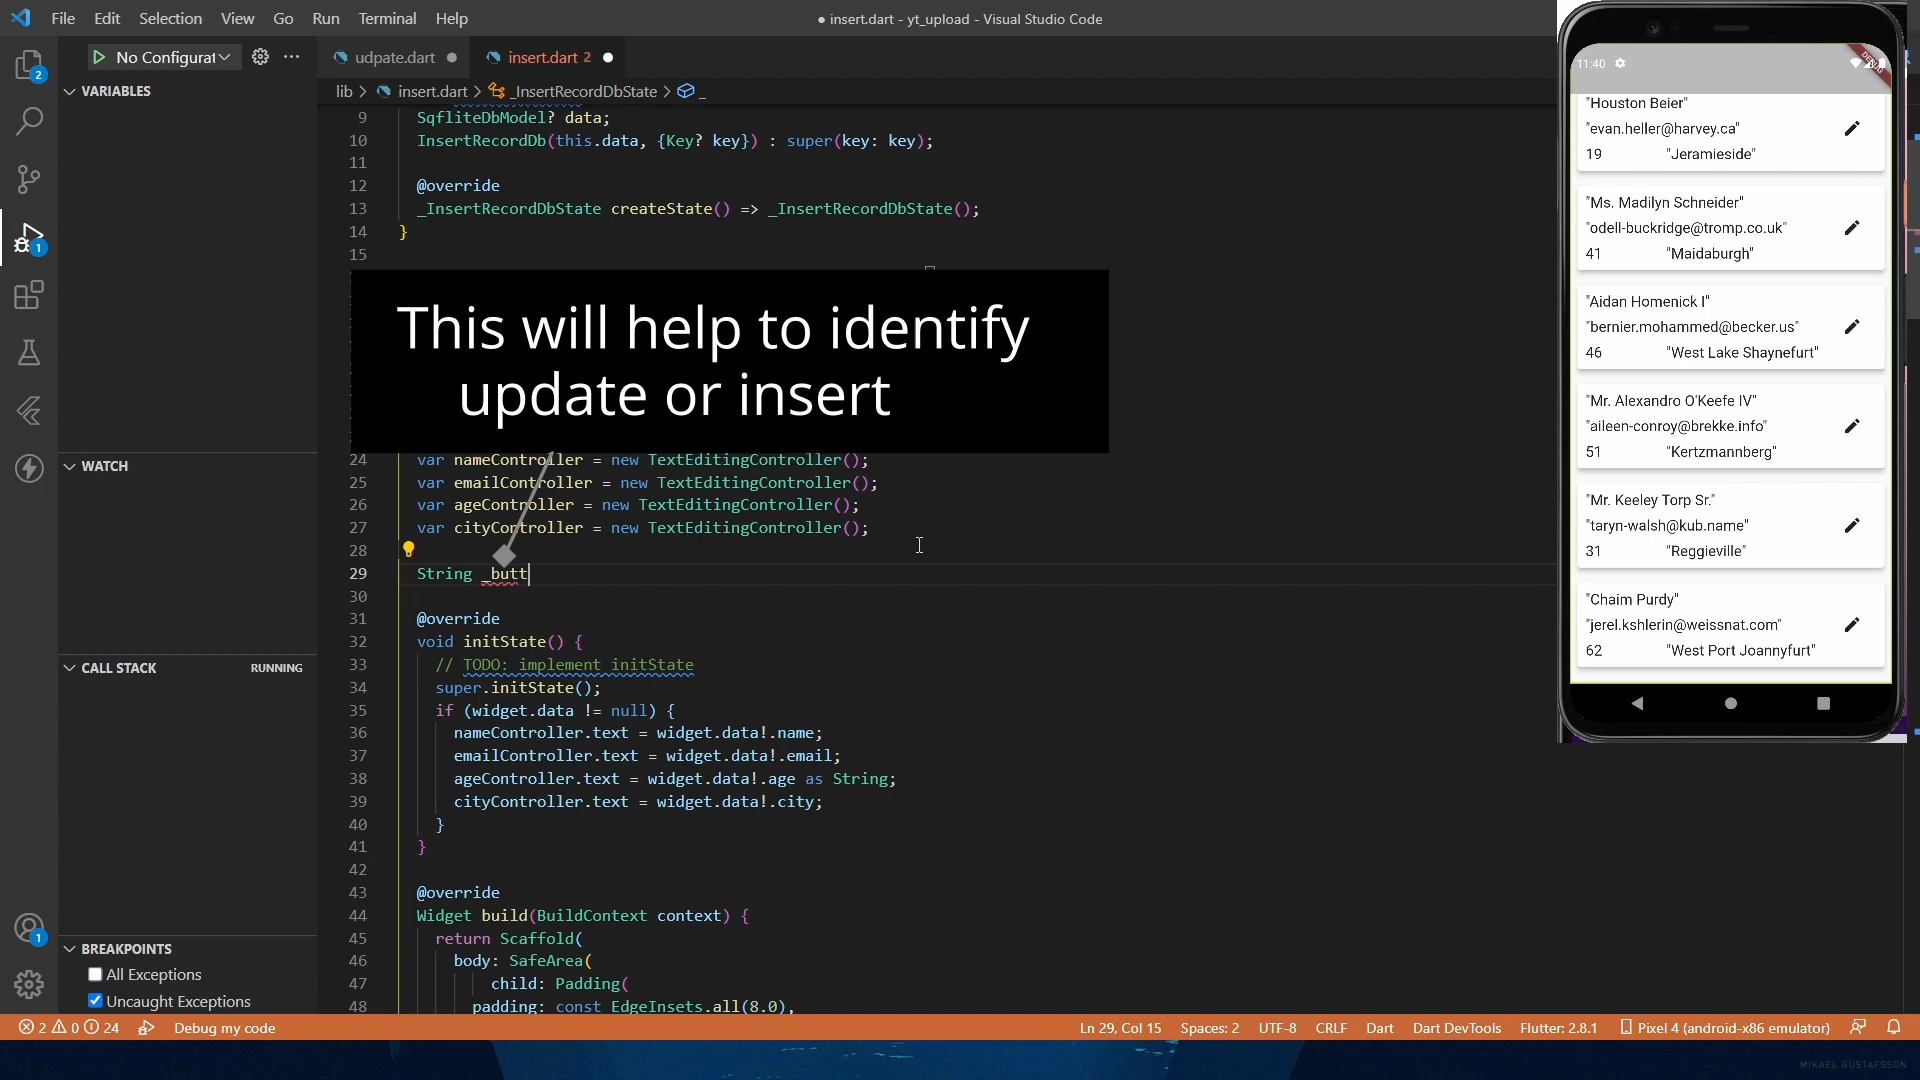 File Edit Selection View Go Run Terminal Help
● insert.dart - yt_upload - Visual Studio Code
No Configurat
udpate.dart
insert.dart 2
lib > insert.dart > _InsertRecordDbState > _
VARIABLES
9 SqfliteDbModel? data;
10 InsertRecordDb(this.data, {Key? key}) : super(key: key);
11
12 @override
13 _InsertRecordDbState createState() => _InsertRecordDbState();
14 }
15
This will help to identify
update or insert
24 var nameController = new TextEditingController();
25 var emailController = new TextEditingController();
26 var ageController = new TextEditingController();
27 var cityController = new TextEditingController();
28
29 String _butt
30
31 @override
32 void initState() {
33 // TODO: implement initState
34 super.initState();
35 if (widget.data != null) {
36 nameController.text = widget.data!.name;
37 emailController.text = widget.data!.email;
38 ageController.text = widget.data!.age as String;
39 cityController.text = widget.data!.city;
40 }
41 }
42
43 @override
44 Widget build(BuildContext context) {
45 return Scaffold(
46 body: SafeArea(
47 child: Padding(
48 padding: const EdgeInsets.all(8.0),
2
1
WATCH
CALL STACK RUNNING
BREAKPOINTS
All Exceptions
Uncaught Exceptions
1
11:40
DEBUG
"Houston Beier"
"evan.heller@harvey.ca"
19 "Jeramieside"
"Ms. Madilyn Schneider"
"odell-buckridge@tromp.co.uk"
41 "Maidaburgh"
"Aidan Homenick I"
"bernier.mohammed@becker.us"
46 "West Lake Shaynefurt"
"Mr. Alexandro O'Keefe IV"
"aileen-conroy@brekke.info"
51 "Kertzmannberg"
"Mr. Keeley Torp Sr."
"taryn-walsh@kub.name"
31 "Reggieville"
"Chaim Purdy"
"jerel.kshlerin@weissnat.com"
62 "West Port Joannyfurt"
2 0 24 Debug my code
Ln 29, Col 15 Spaces: 2 UTF-8 CRLF Dart Dart DevTools Flutter: 2.8.1 Pixel 4 (android-x86 emulator)
MIKAEL GUSTAFSSON